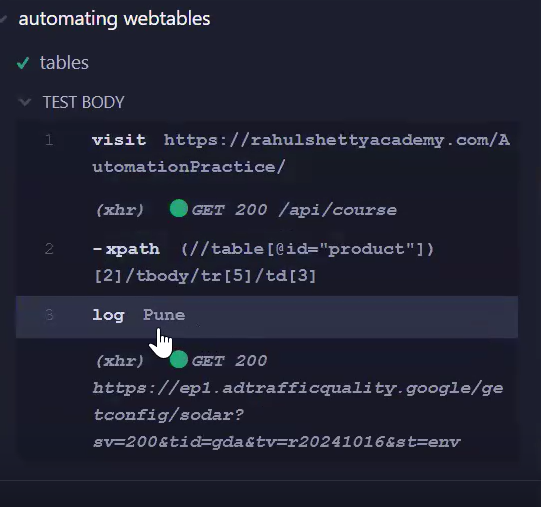 automating webtables
tables
TEST BODY
1 visit https://rahulshettyacademy.com/A
utomationPractice/
(xhr) GET 200 /api/course
2 -xpath (//table[@id="product"])
[2]/tbody/tr[5]/td[3]
3 log Pune
(xhr) GET 200
https://ep1.adtrafficquality.google/ge
tconfig/sodar?
sv=200&tid=gda&tv=r20241016&st=env